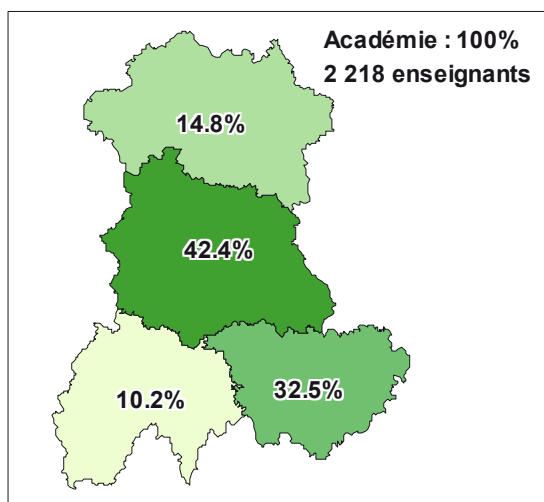 Académie : 100%
2 218 enseignants
14.8%
42.4%
10.2%
32.5%